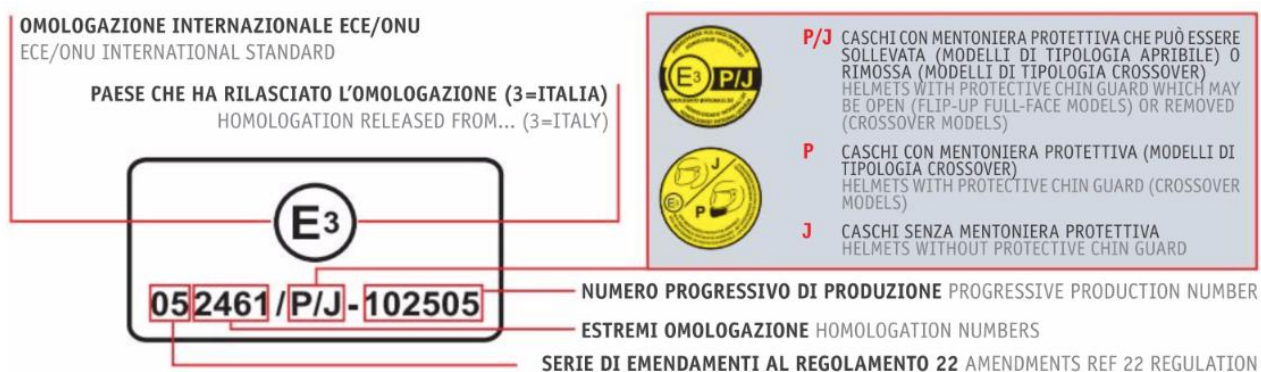 OMOLOGAZIONE INTERNAZIONALE ECE/ONU
ECE/ONU INTERNATIONAL STANDARD
PAESE CHE HA RILASCIATO L'OMOLOGAZIONE (3=ITALIA)
HOMOLOGATION RELEASED FROM... (3=ITALY)
E3
052461/P/J-102505
E3 P/J
P/J CASCHI CON MENTONIERA PROTETTIVA CHE PUÒ ESSERE
SOLLEVATA (MODELLI DI TIPOLOGIA APRIBILE) O
RIMOSSA (MODELLI DI TIPOLOGIA CROSSOVER)
HELMETS WITH PROTECTIVE CHIN GUARD WHICH MAY
BE OPEN (FLIP-UP FULL-FACE MODELS) OR REMOVED
(CROSSOVER MODELS)
J
E3
P
P CASCHI CON MENTONIERA PROTETTIVA (MODELLI DI
TIPOLOGIA CROSSOVER)
HELMETS WITH PROTECTIVE CHIN GUARD (CROSSOVER
MODELS)
J CASCHI SENZA MENTONIERA PROTETTIVA
HELMETS WITHOUT PROTECTIVE CHIN GUARD
NUMERO PROGRESSIVO DI PRODUZIONE PROGRESSIVE PRODUCTION NUMBER
ESTREMI OMOLOGAZIONE HOMOLOGATION NUMBERS
SERIE DI EMENDAMENTI AL REGOLAMENTO 22 AMENDMENTS REF 22 REGULATION